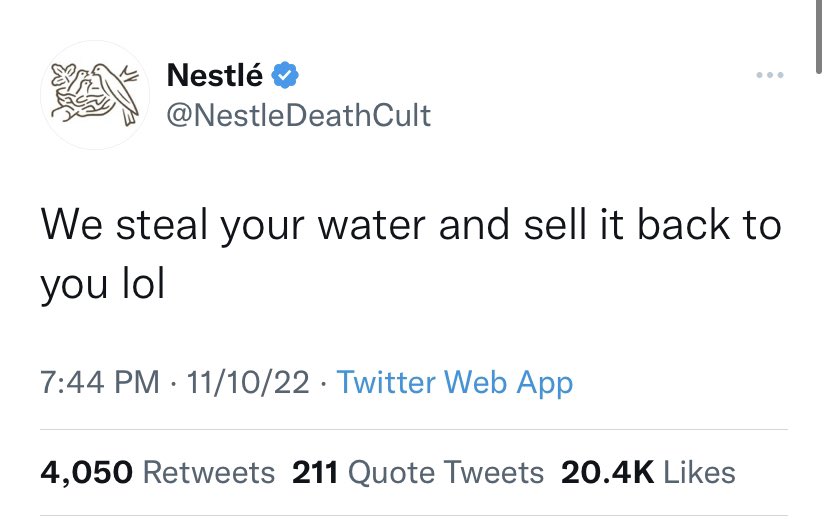 Nestlé
@NestleDeathCult
We steal your water and sell it back to
you lol
7:44 PM · 11/10/22 · Twitter Web App
4,050 Retweets 211 Quote Tweets 20.4K Likes